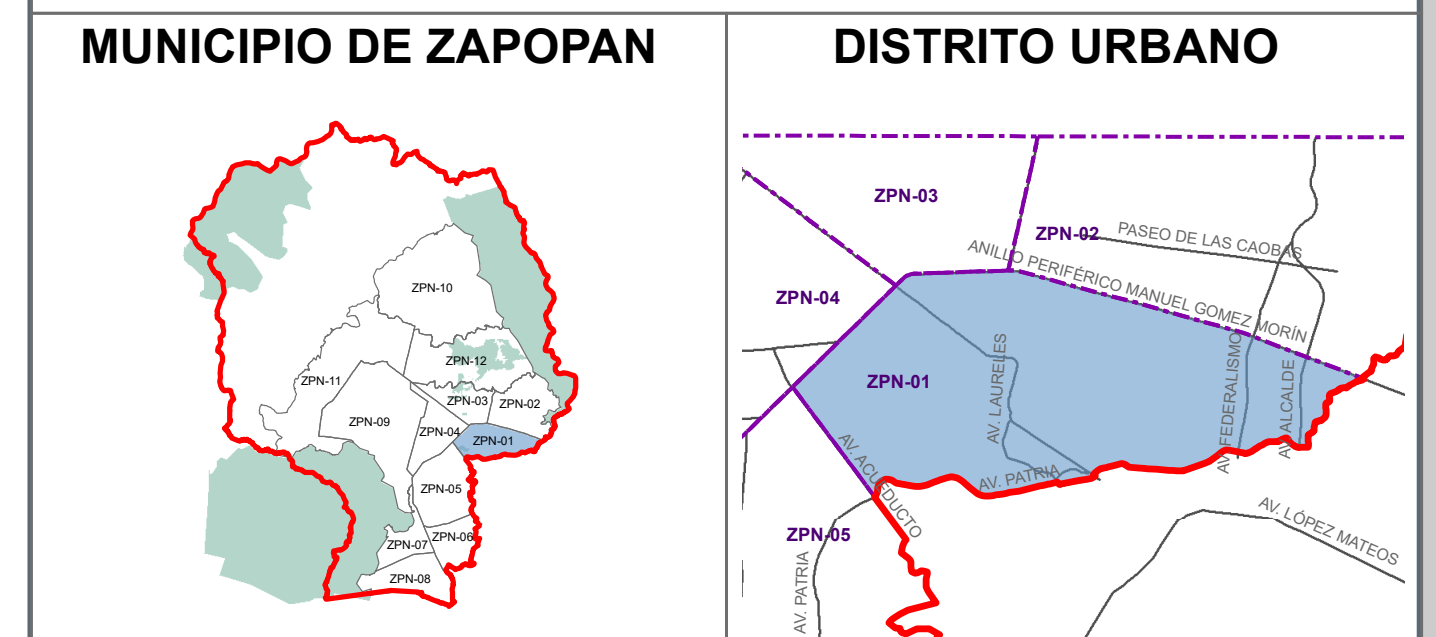 MUNICIPIO DE ZAPOPAN
ZPN-10
ZPN-12
ZPN-11
ZPN-03
ZPN-02
ZPN-09
ZPN-04
ZPN-01
ZPN-05
ZPN-06
ZPN-07
ZPN-08
DISTRITO URBANO
ZPN-03
ZPN-02
PASEO DE LAS CAOBAS
ANILLO PERIFÉRICO MANUEL GOMEZ MORÍN
ZPN-04
ZPN-01
AV. LAURELES
AV. FEDERALISMO
AV. ALCALDE
AV. ACUEDUCTO
AV. PATRIA
ZPN-05
AV. LÓPEZ MATEOS
AV. PATRIA